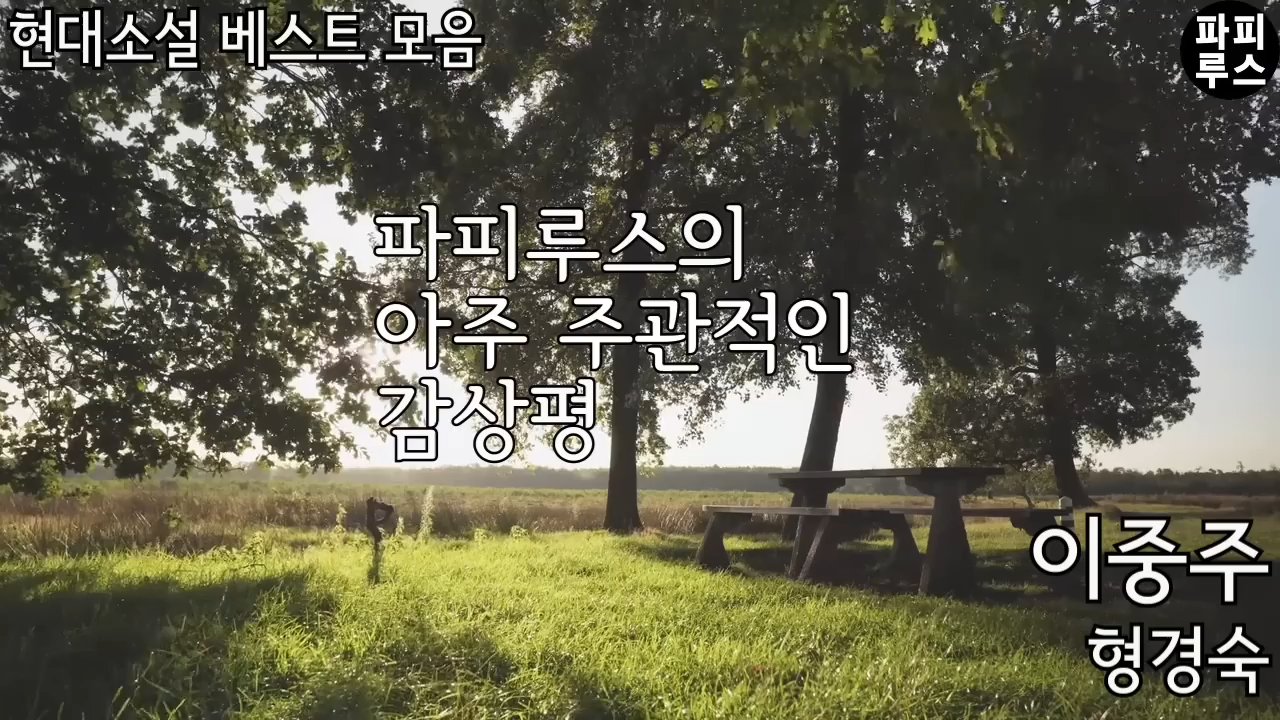 현대소설 베스트 모음
파피
루스
파피루스의
아주 주관적인
감상평
이중주
형경숙